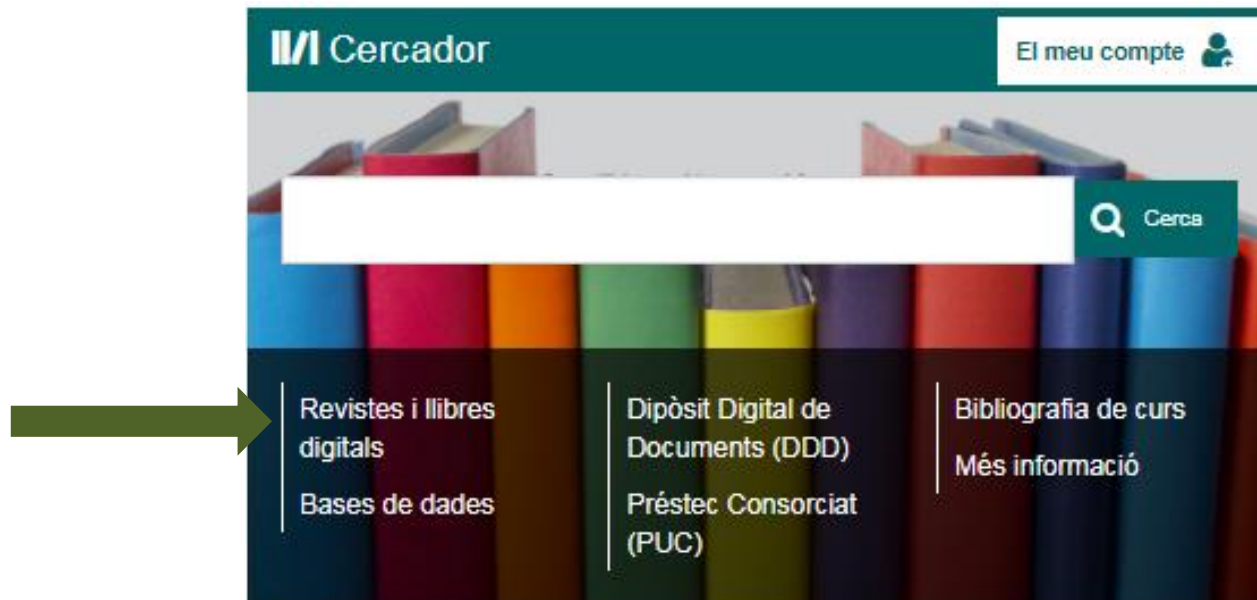 Cercador
El meu compte
Cerca
Revistes i llibres
digitals
Bases de dades
Dipòsit Digital de
Documents (DDD)
Préstec Consorciat
(PUC)
Bibliografia de curs
Més informació